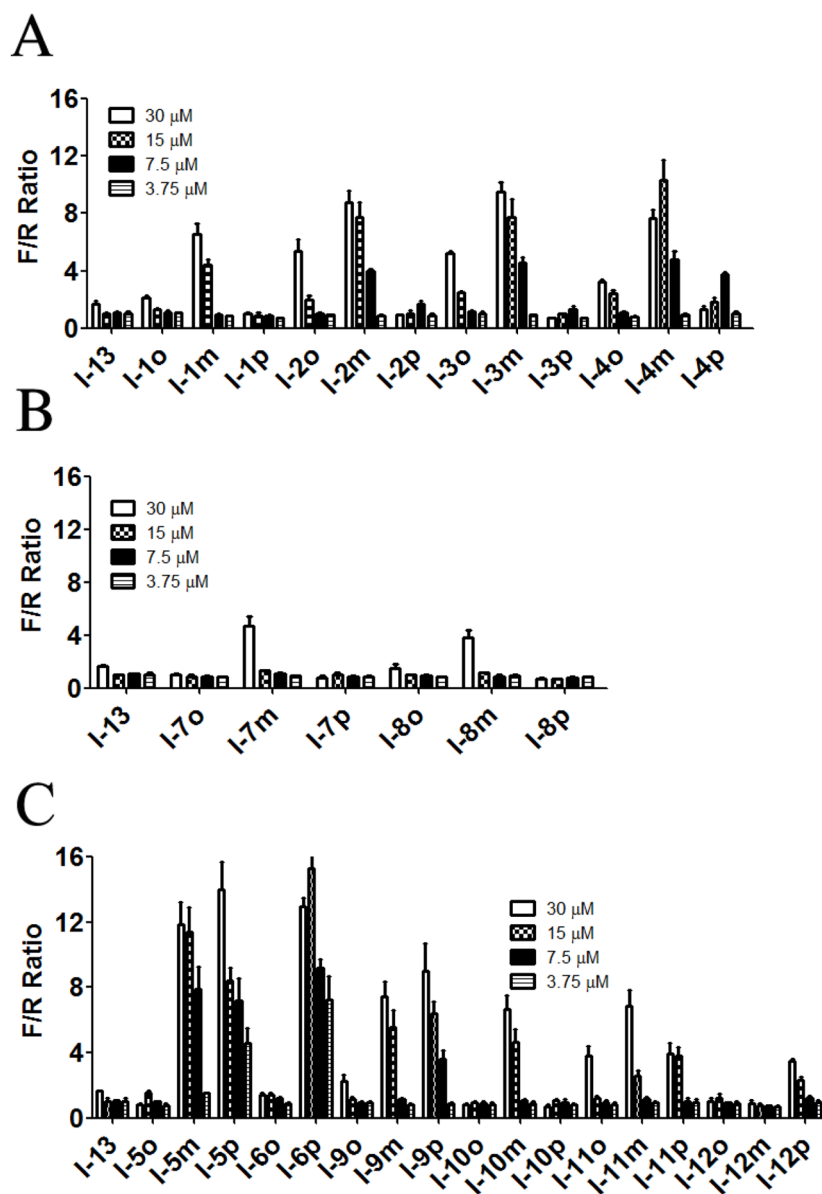 A
16
12
8
4
0
F/R Ratio
30 μM
15 μM
7.5 μM
3.75 μM
I-13
I-1o
I-1m
I-1p
I-2o
I-2m
I-2p
I-3o
I-3m
I-3p
I-4o
I-4m
I-4p
B
16
12
8
4
0
F/R Ratio
30 μM
15 μM
7.5 μM
3.75 μM
I-13
I-7o
I-7m
I-7p
I-8o
I-8m
I-8p
C
16
12
8
4
0
F/R Ratio
30 μM
15 μM
7.5 μM
3.75 μM
I-13
I-5o
I-5m
I-5p
I-6o
I-6p
I-9o
I-9m
I-9p
I-10o
I-10m
I-10p
I-11o
I-11m
I-11p
I-12o
I-12m
I-12p